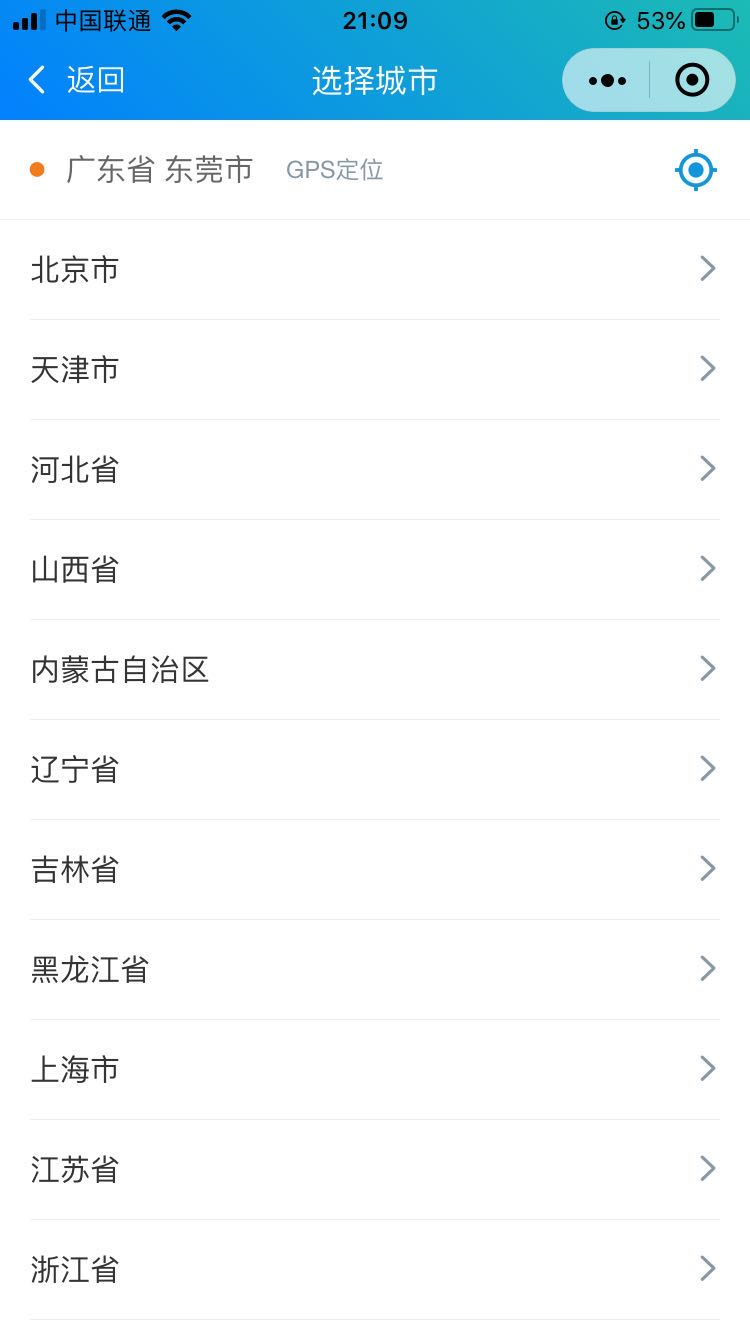 中国联通 21:09 53%
返回 选择城市
广东省 东莞市 GPS定位
北京市
天津市
河北省
山西省
内蒙古自治区
辽宁省
吉林省
黑龙江省
上海市
江苏省
浙江省